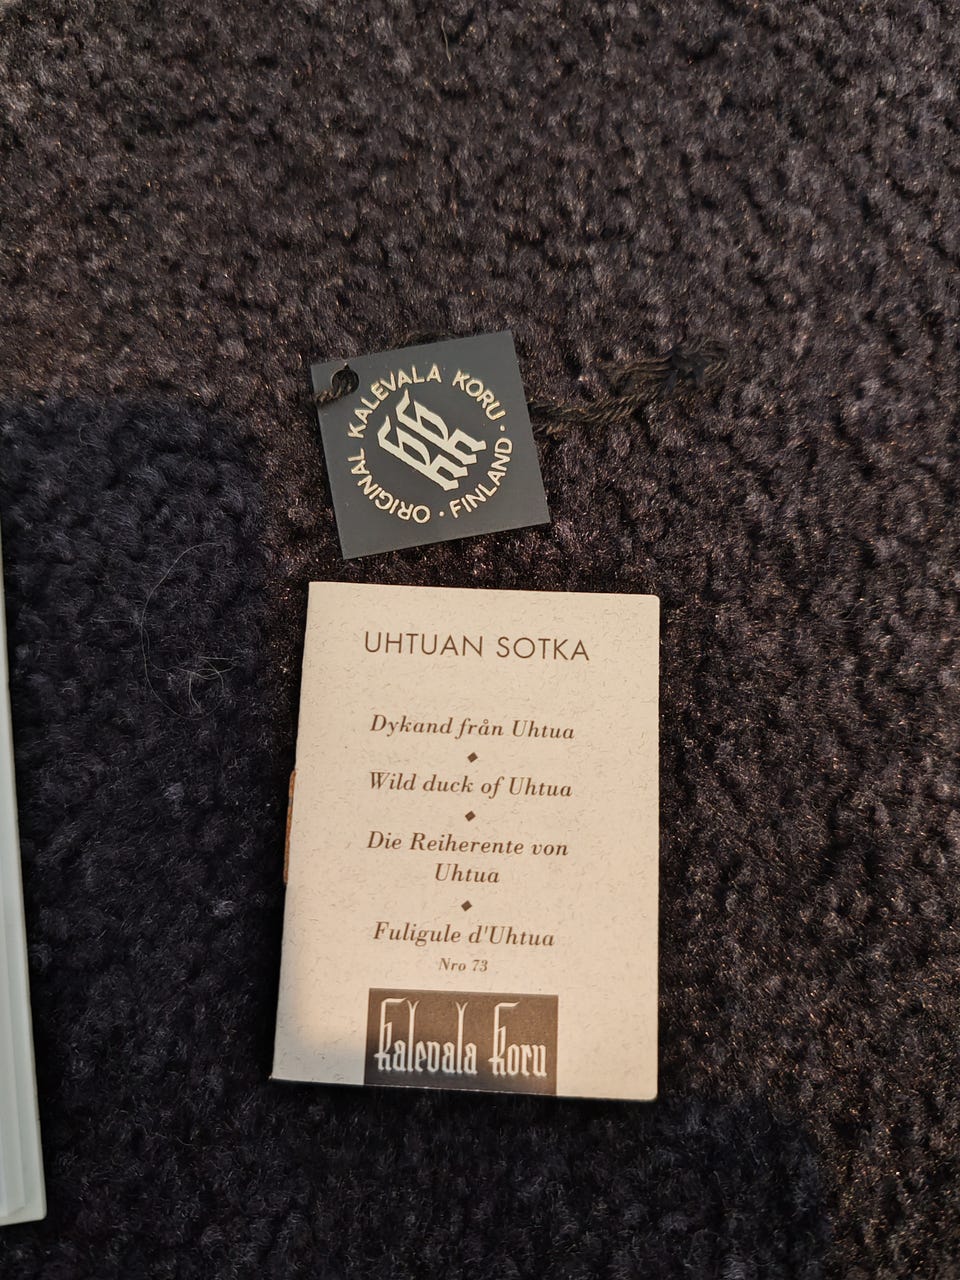 ORIGINAL KALEVALA KORU · FINLAND ·
KK
UHTUAN SOTKA
Dykand från Uhtua
◆
Wild duck of Uhtua
◆
Die Reiherente von
Uhtua
◆
Fuligule d'Uhtua
Nro 73
Kalevala Koru